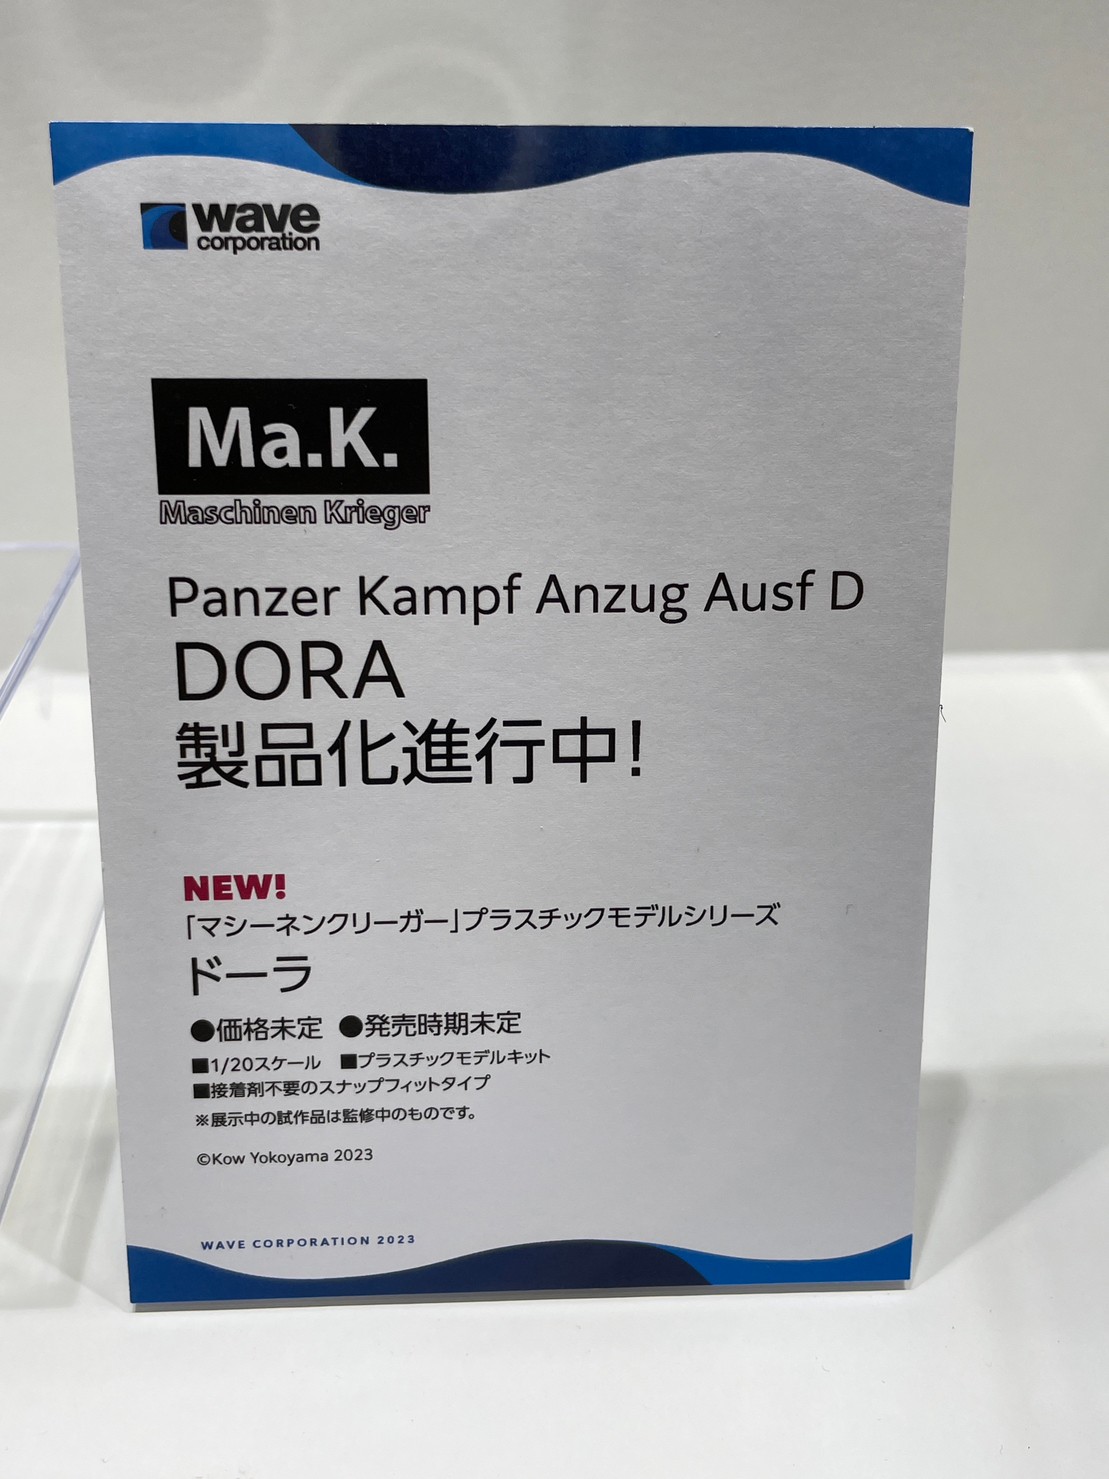 wave
corporation
Ma.K.
Maschinen Krieger
Panzer Kampf Anzug Ausf D
DORA
製品化進行中!
NEW!
「マシーネンクリーガー」プラスチックモデルシリーズ
ドーラ
●価格未定 ●発売時期未定
■1/20スケール ■プラスチックモデルキット
■接着剤不要のスナップフィットタイプ
※展示中の試作品は監修中のものです。
©Kow Yokoyama 2023
WAVE CORPORATION 2023